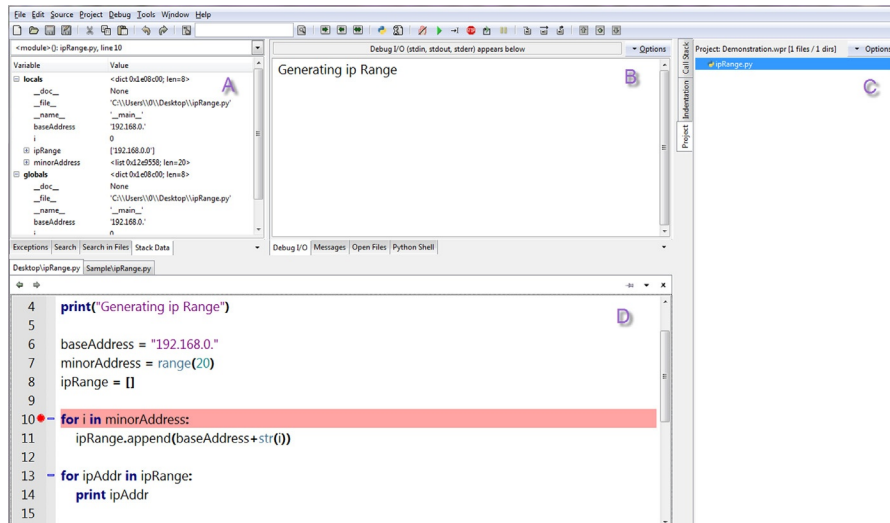 File Edit Source Project Debug Tools Window Help
<module>(): ipRange.py, line 10
Variable Value
locals <dict 0x1e08c00; len=8>
__doc__ None
__file__ 'C:\\Users\\0\\Desktop\\ipRange.py'
__name__ '__main__'
baseAddress '192.168.0.'
i 0
ipRange ['192.168.0.0']
minorAddress <list 0x12e9558; len=20>
globals <dict 0x1e08c00; len=8>
__doc__ None
__file__ 'C:\\Users\\0\\Desktop\\ipRange.py'
__name__ '__main__'
baseAddress '192.168.0.'
i 0
A
Exceptions Search Search in Files Stack Data
Debug I/O (stdin, stdout, stderr) appears below Options
Generating ip Range
B
Debug I/O Messages Open Files Python Shell
Call Stack
Indentation
Project
Project: Demonstration.wpr [1 files / 1 dirs] Options
ipRange.py
C
Desktop\ipRange.py Sample\ipRange.py
D
4 print("Generating ip Range")
5
6 baseAddress = "192.168.0."
7 minorAddress = range(20)
8 ipRange = []
9
10 for i in minorAddress:
11 ipRange.append(baseAddress+str(i))
12
13 for ipAddr in ipRange:
14 print ipAddr
15